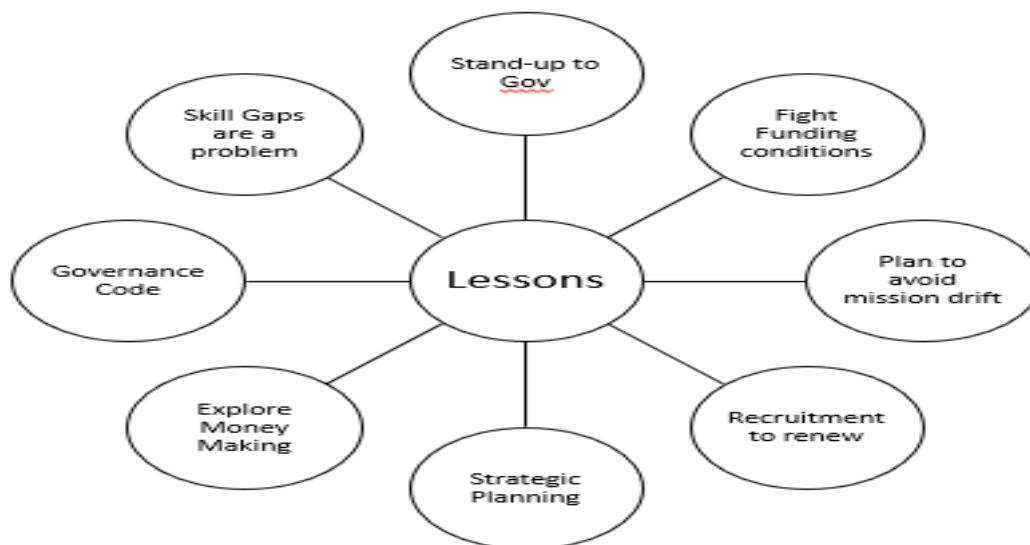 Stand-up to
Gov
Fight
Funding
conditions
Plan to
avoid
mission drift
Recruitment
to renew
Strategic
Planning
Explore
Money
Making
Governance
Code
Skill Gaps
are a
problem
Lessons